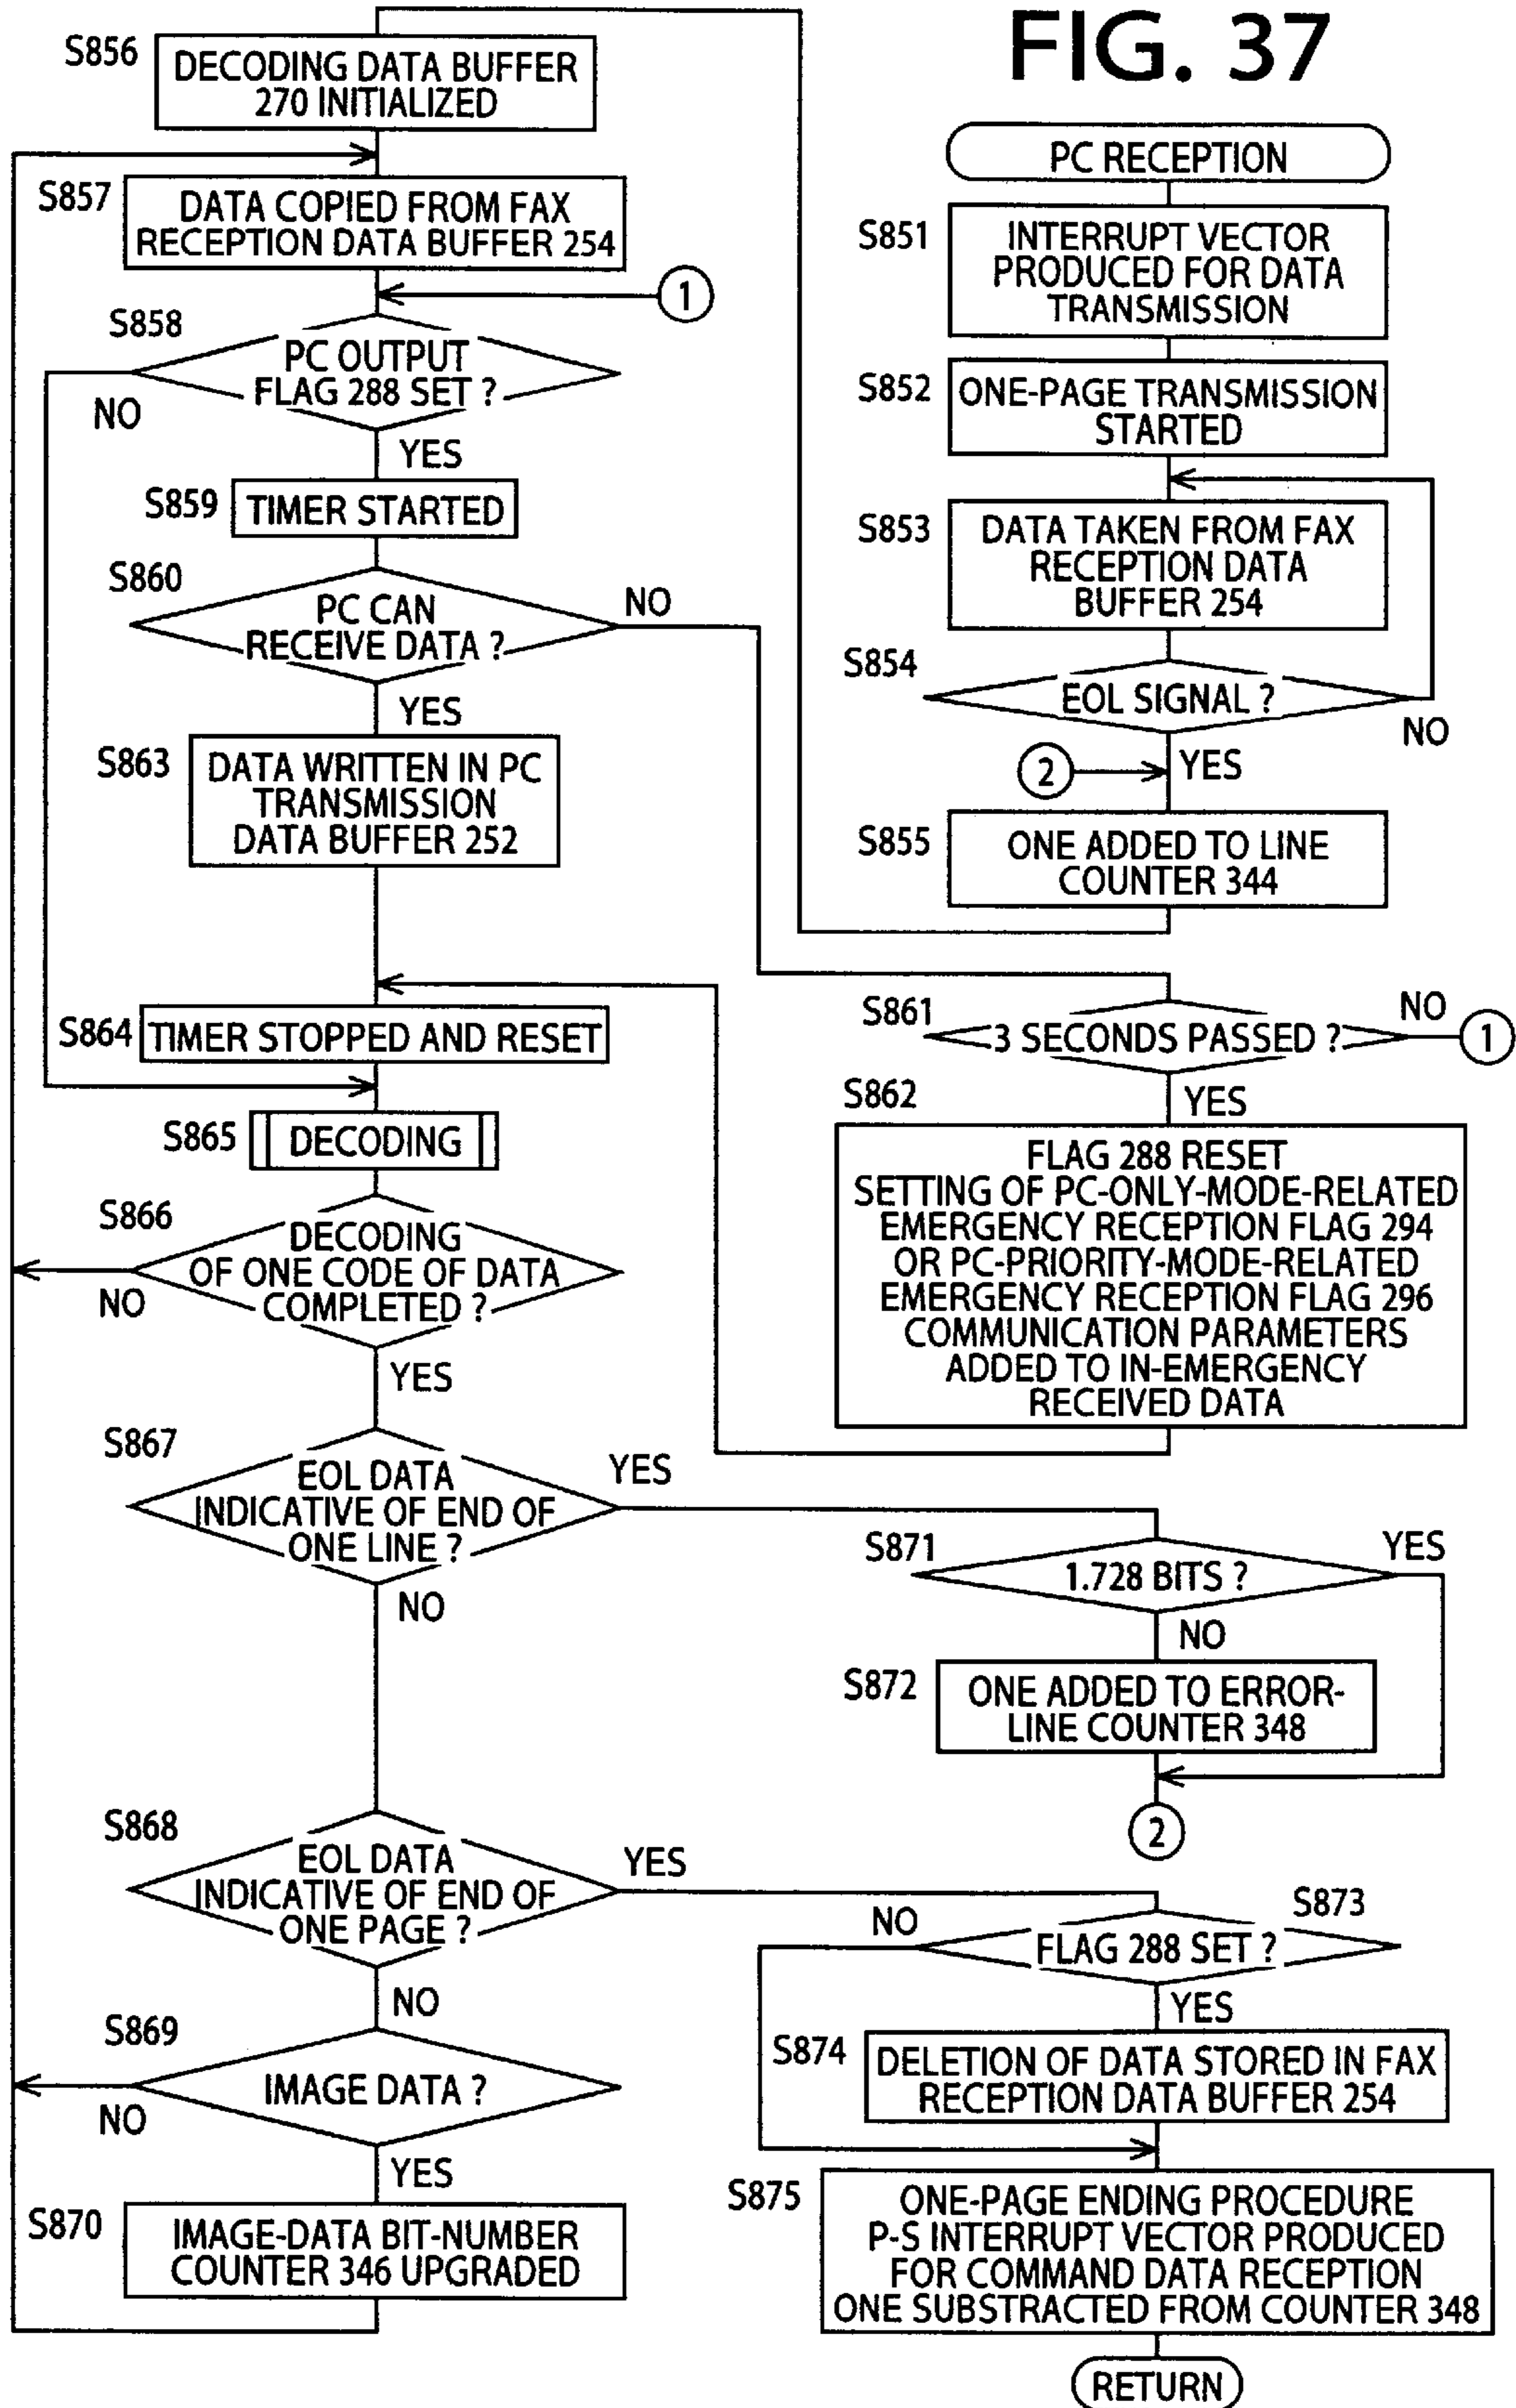 FIG. 37
PC RECEPTION
S851
INTERRUPT VECTOR
PRODUCED FOR DATA
TRANSMISSION
S852
ONE-PAGE TRANSMISSION
STARTED
S853
DATA TAKEN FROM FAX
RECEPTION DATA
BUFFER 254
S854
EOL SIGNAL ?
NO
YES
2
S855
ONE ADDED TO LINE
COUNTER 344
S856
DECODING DATA BUFFER
270 INITIALIZED
S857
DATA COPIED FROM FAX
RECEPTION DATA BUFFER 254
1
S858
PC OUTPUT
FLAG 288 SET ?
NO
YES
S859
TIMER STARTED
S860
PC CAN
RECEIVE DATA ?
NO
YES
S861
3 SECONDS PASSED ?
NO
1
YES
S862
FLAG 288 RESET
SETTING OF PC-ONLY-MODE-RELATED
EMERGENCY RECEPTION FLAG 294
OR PC-PRIORITY-MODE-RELATED
EMERGENCY RECEPTION FLAG 296
COMMUNICATION PARAMETERS
ADDED TO IN-EMERGENCY
RECEIVED DATA
S863
DATA WRITTEN IN PC
TRANSMISSION
DATA BUFFER 252
S864
TIMER STOPPED AND RESET
S865
DECODING
S866
DECODING
OF ONE CODE OF DATA
COMPLETED ?
NO
YES
S867
EOL DATA
INDICATIVE OF END OF
ONE LINE ?
YES
NO
S868
EOL DATA
INDICATIVE OF END OF
ONE PAGE ?
YES
NO
S869
IMAGE DATA ?
NO
YES
S870
IMAGE-DATA BIT-NUMBER
COUNTER 346 UPGRADED
S871
1.728 BITS ?
YES
NO
S872
ONE ADDED TO ERROR-
LINE COUNTER 348
2
S873
FLAG 288 SET ?
NO
YES
S874
DELETION OF DATA STORED IN FAX
RECEPTION DATA BUFFER 254
S875
ONE-PAGE ENDING PROCEDURE
P-S INTERRUPT VECTOR PRODUCED
FOR COMMAND DATA RECEPTION
ONE SUBSTRACTED FROM COUNTER 348
RETURN